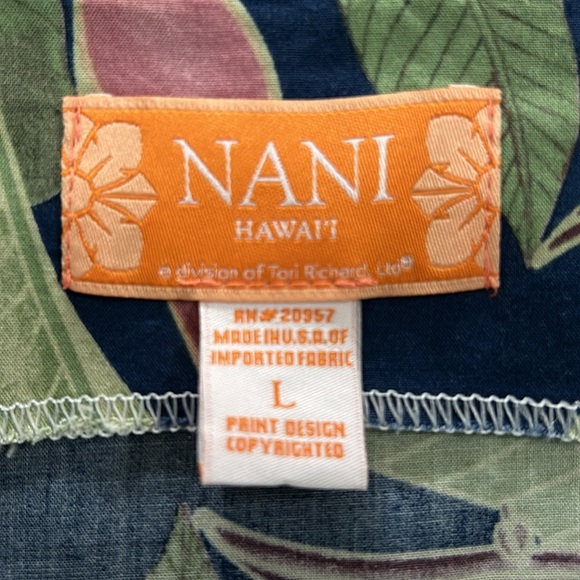 NANI
HAWAI'I
a division of Tori Richard, Ltd®
RN# 20957
MADE IN U.S.A. OF
IMPORTED FABRIC
L
PRINT DESIGN
COPYRIGHTED